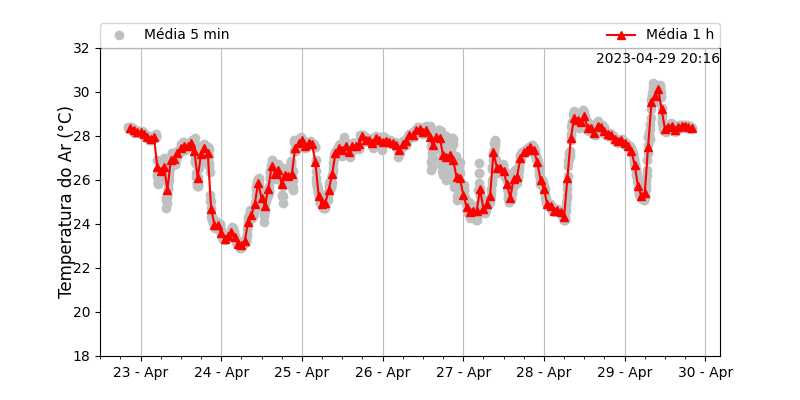 Média 5 min
Média 1 h
2023-04-29 20:16
Temperatura do Ar (°C)
32
30
28
26
24
22
20
18
23 - Apr
24 - Apr
25 - Apr
26 - Apr
27 - Apr
28 - Apr
29 - Apr
30 - Apr